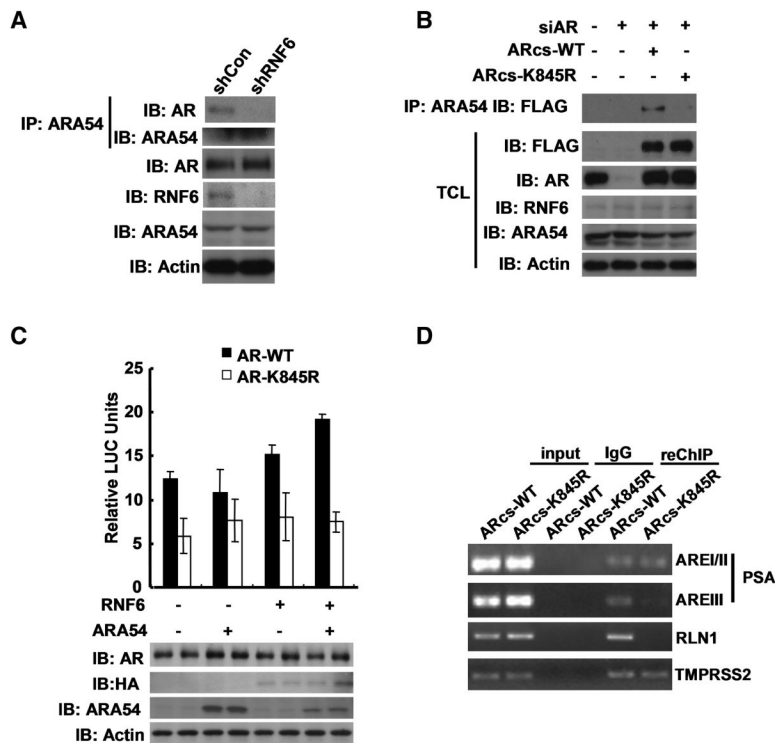 A
shCon
shRNF6
IP: ARA54
IB: AR
IB: ARA54
IB: AR
IB: RNF6
IB: ARA54
IB: Actin
B
siAR - + + +
ARcs-WT - - + -
ARcs-K845R - - - +
IP: ARA54 IB: FLAG
TCL
IB: FLAG
IB: AR
IB: RNF6
IB: ARA54
IB: Actin
C
AR-WT
AR-K845R
Relative LUC Units
25
20
15
10
5
0
RNF6 - - + +
ARA54 - + - +
IB: AR
IB:HA
IB: ARA54
IB: Actin
D
input IgG reChIP
ARcs-WT
ARcs-K845R
ARcs-WT
ARcs-K845R
ARcs-WT
ARcs-K845R
AREI/II
AREIII
PSA
RLN1
TMPRSS2